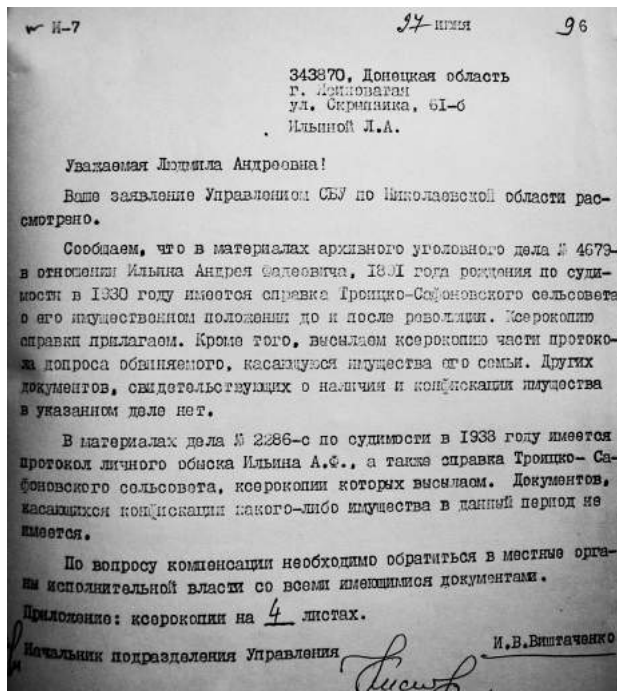 И-7 27 июня 96
343870, Донецкая область
г. Ясиноватая
ул. Скрыпника, 61-б
Ильиной Л.А.
Уважаемая Людмила Андреевна!
Ваше заявление Управлением СБУ по Николаевской области рас-
смотрено.
Сообщаем, что в материалах архивного уголовного дела № 4679-
в отношении Ильина Андрея Фадеевича, 1891 года рождения по суди-
мости в 1930 году имеется справка Троицко-Сафоновского сельсовета
о его имущественном положении до и после революции. Ксерокопию
справки прилагаем. Кроме того, высылаем ксерокопию части протоко-
ла допроса обвиняемого, касающуюся имущества его семьи. Других
документов, свидетельствующих о наличии и конфискации имущества
в указанном деле нет.
В материалах дела № 2286-с по судимости в 1933 году имеется
протокол личного обыска Ильина А.Ф., а также справка Троицко- Са-
фоновского сельсовета, ксерокопии которых высылаем. Документов,
касающихся конфискации какого-либо имущества в данный период не
имеется.
По вопросу компенсации необходимо обратиться в местные орга-
ны исполнительной власти со всеми имеющимися документами.
Приложение: ксерокопии на 4 листах.
Начальник подразделения Управления И.В.Виштаченко